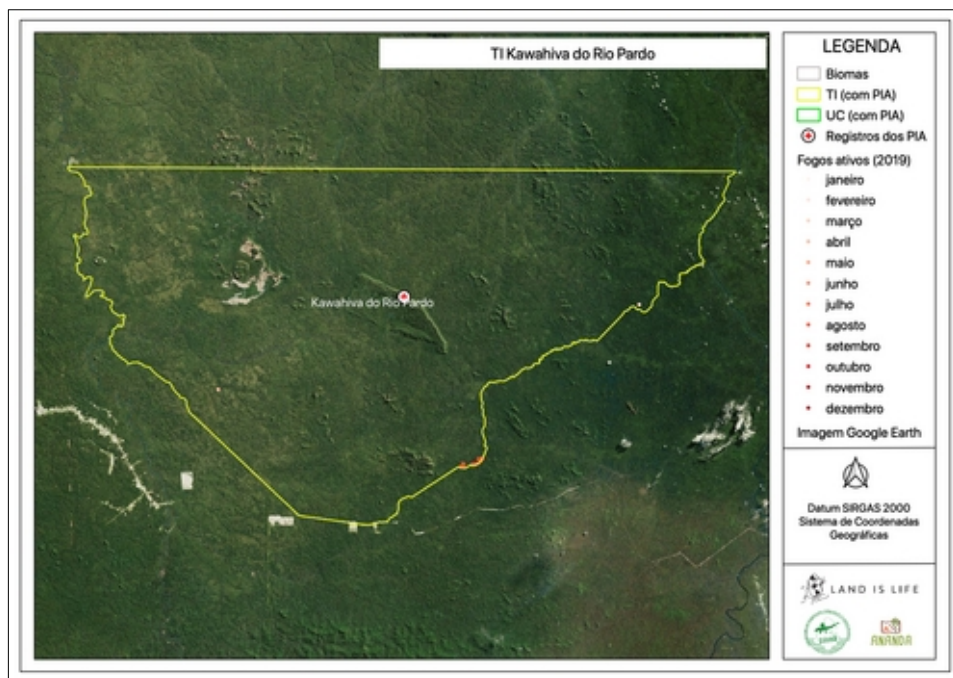 TI Kawahiva do Rio Pardo
Kawahiva do Rio Pardo
LEGENDA
Biomas
TI (com PIA)
UC (com PIA)
Registros dos PIA
Fogos ativos (2019)
janeiro
fevereiro
março
abril
maio
junho
julho
agosto
setembro
outubro
novembro
dezembro
Imagem Google Earth
Datum SIRGAS 2000
Sistema de Coordenadas
Geográficas
LAND IS LIFE
ANANDA